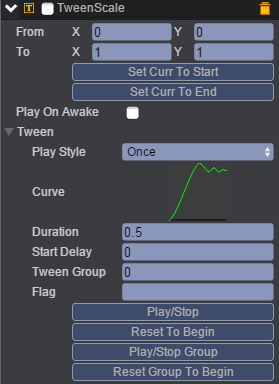 T TweenScale
From X 0 Y 0
To X 1 Y 1
Set Curr To Start
Set Curr To End
Play On Awake
Tween
Play Style Once
Curve
Duration 0.5
Start Delay 0
Tween Group 0
Flag
Play/Stop
Reset To Begin
Play/Stop Group
Reset Group To Begin